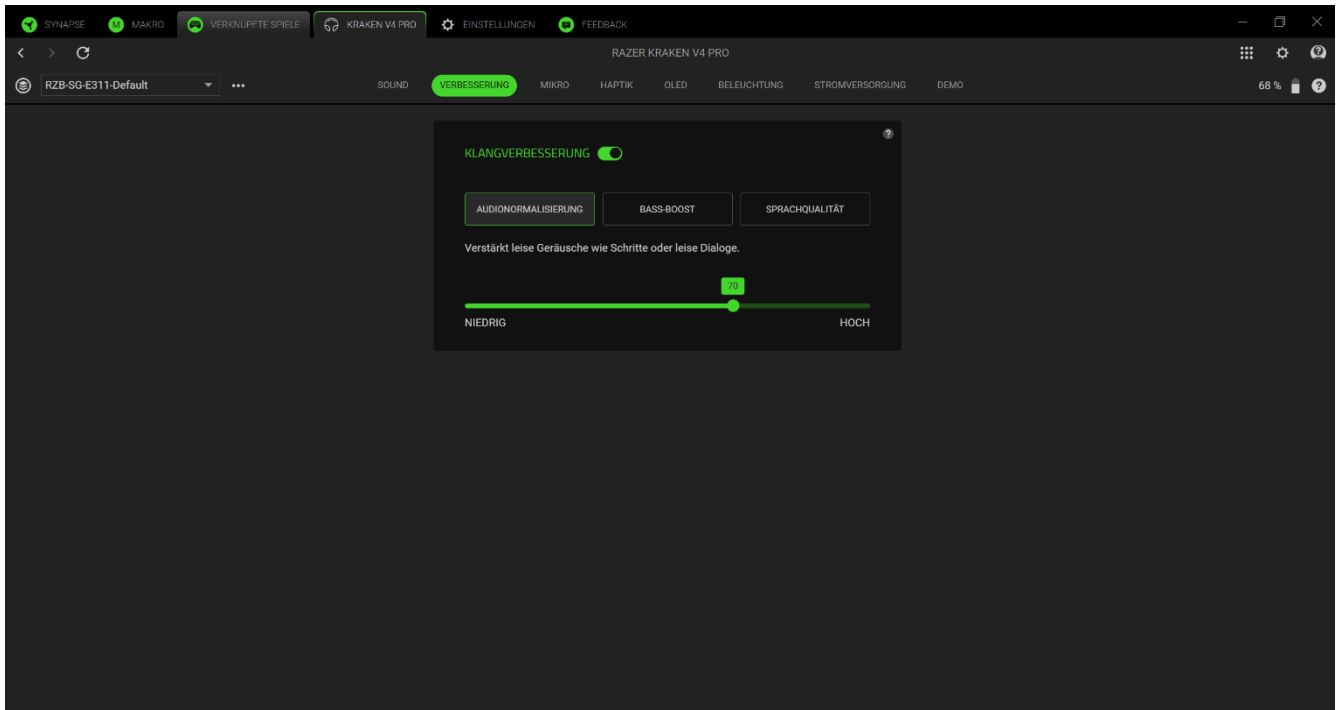 SYNAPSE M MAKRO VERKNÜPFTE SPIELE KRAKEN V4 PRO EINSTELLUNGEN FEEDBACK
RAZER KRAKEN V4 PRO
RZB-SG-E311-Default SOUND VERBESSERUNG MIKRO HAPTIK OLED BELEUCHTUNG STROMVERSORGUNG DEMO 68 % ?
?
KLANGVERBESSERUNG
AUDIONORMALISIERUNG BASS-BOOST SPRACHQUALITÄT
Verstärkt leise Geräusche wie Schritte oder leise Dialoge.
70
NIEDRIG HOCH